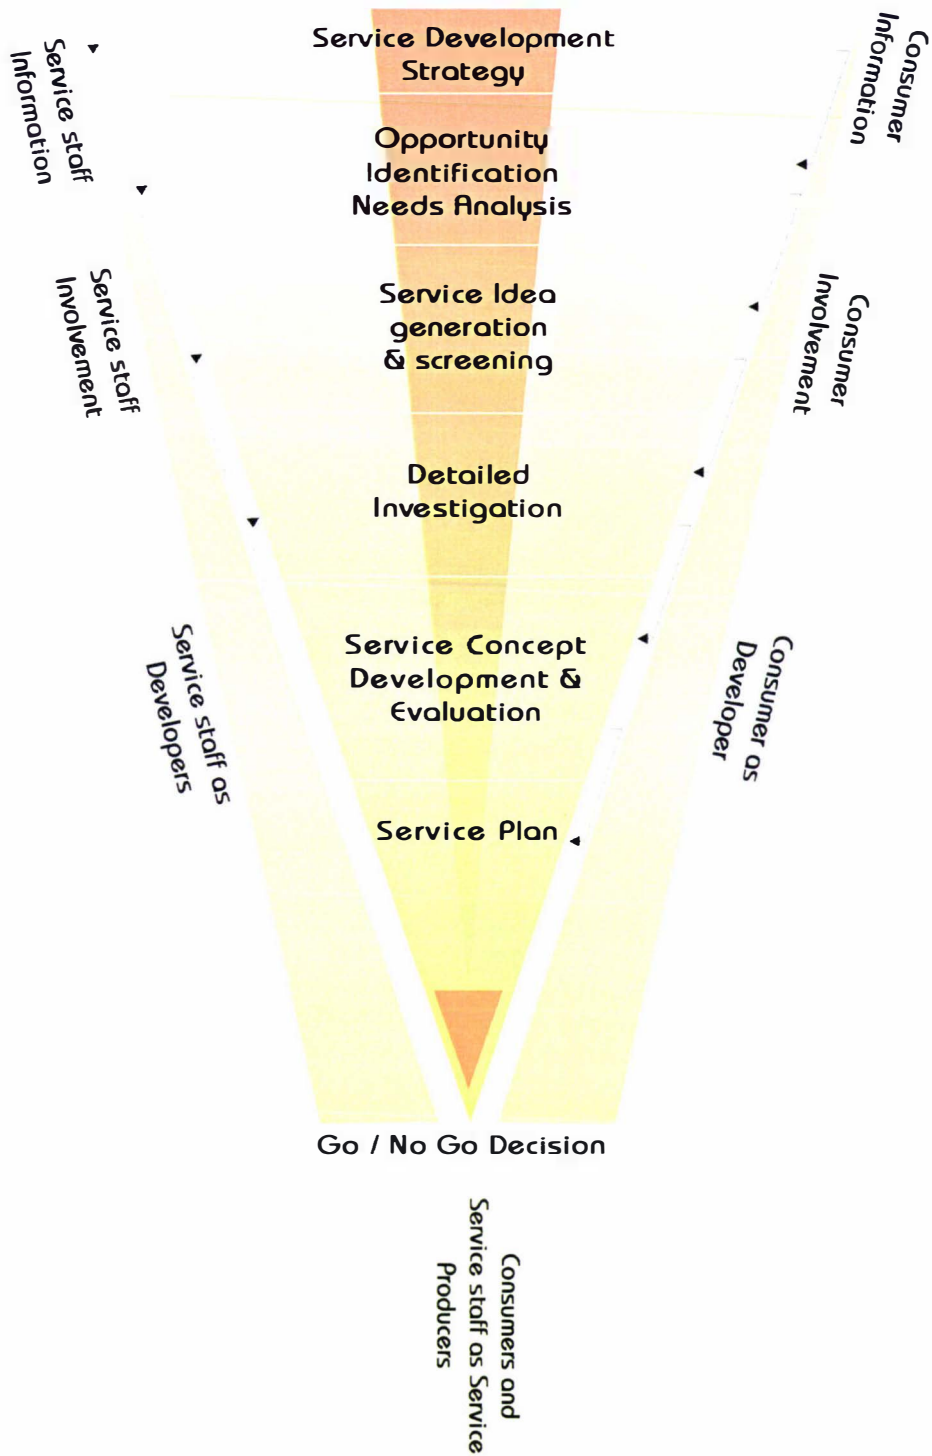 Service Development
Strategy
Opportunity
Identification
Needs Analysis
Service Idea
generation
& screening
Detailed
Investigation
Service Concept
Development &
Evaluation
Service Plan
Go / No Go Decision
Service staff
Information
Service staff
Involvement
Service staff as
Developers
Consumer
Information
Consumer
Involvement
Consumer as
Developer
Consumers and
Service staff as Service
Producers